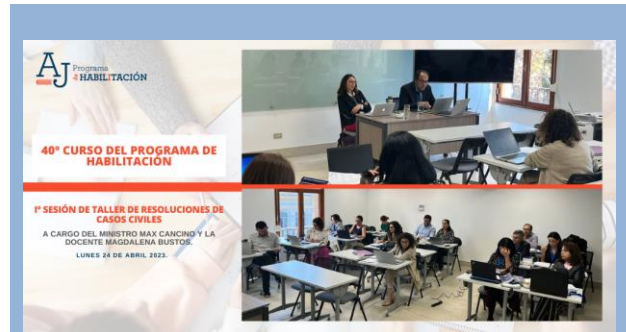 AJ Programa
de HABILITACIÓN
40° CURSO DEL PROGRAMA DE
HABILITACIÓN
I° SESIÓN DE TALLER DE RESOLUCIONES DE
CASOS CIVILES
A CARGO DEL MINISTRO MAX CANCINO Y LA
DOCENTE MAGDALENA BUSTOS.
LUNES 24 DE ABRIL 2023.